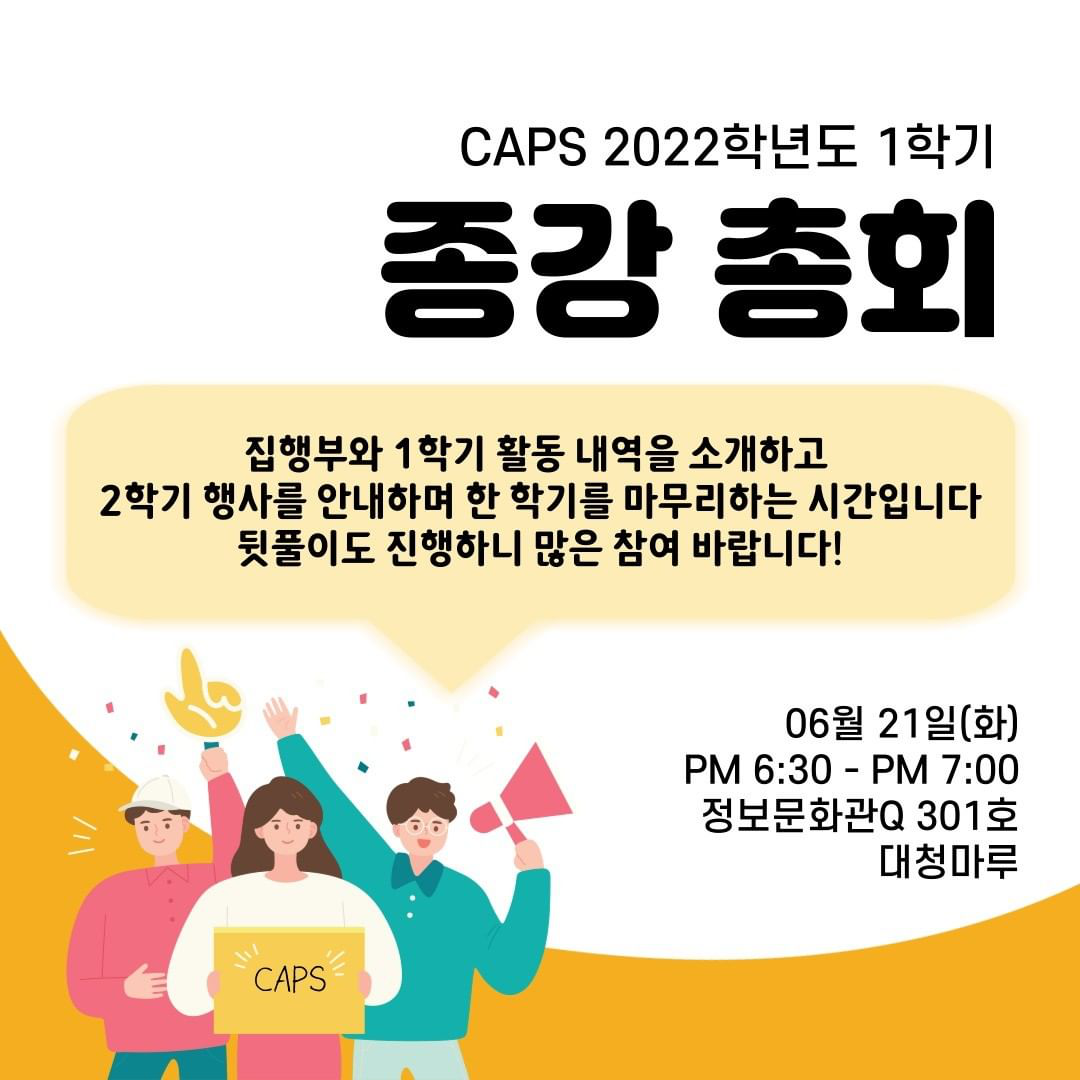 CAPS 2022학년도 1학기
종강 총회
집행부와 1학기 활동 내역을 소개하고
2학기 행사를 안내하며 한 학기를 마무리하는 시간입니다
뒷풀이도 진행하니 많은 참여 바랍니다!
06월 21일(화)
PM 6:30 - PM 7:00
정보문화관Q 301호
대청마루
CAPS